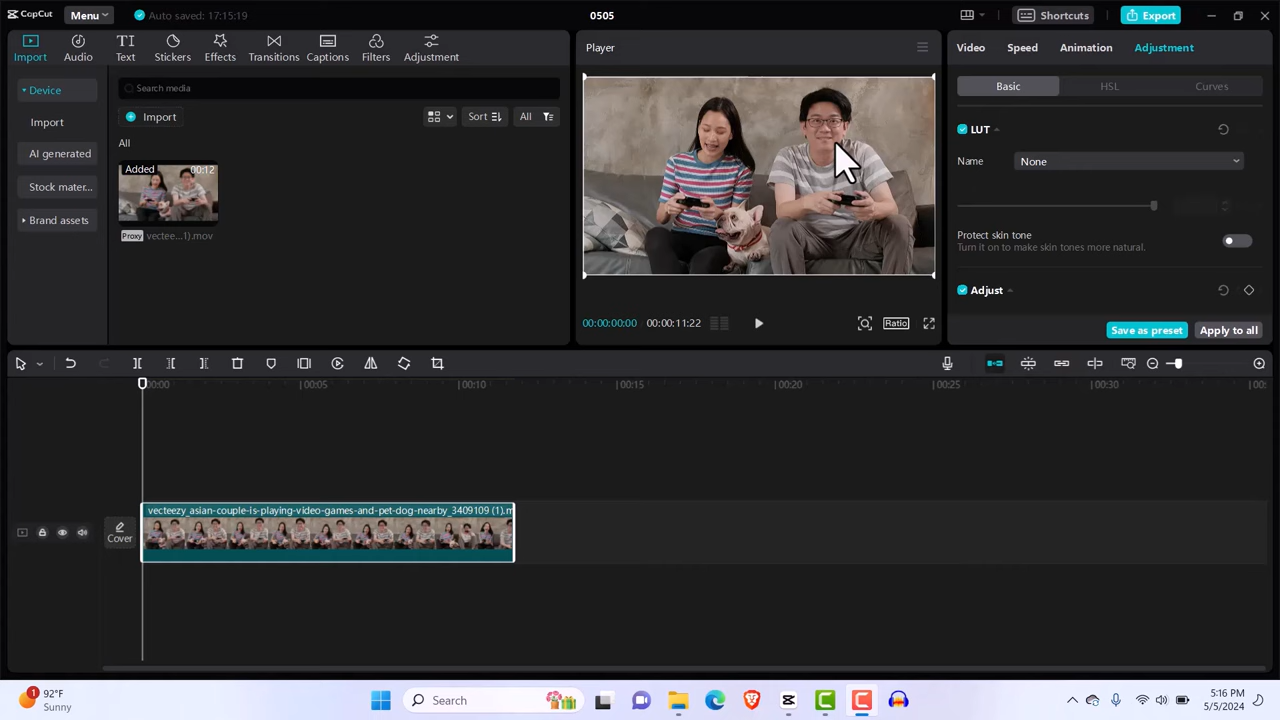 CapCut
Menu
Auto saved: 17:15:19
0505
Shortcuts
Export
Import
Audio
Text
Stickers
Effects
Transitions
Captions
Filters
Adjustment
Device
Import
AI generated
Stock mater...
Brand assets
Search media
Import
Sort
All
All
Added
00:12
Proxy
vectee...1).mov
Player
00:00:00:00
00:00:11:22
Ratio
Video
Speed
Animation
Adjustment
Basic
HSL
Curves
LUT
Name
None
Protect skin tone
Turn it on to make skin tones more natural.
Adjust
Save as preset
Apply to all
00:00
00:05
00:10
00:15
00:20
00:25
00:30
00:
Cover
vecteezy_asian-couple-is-playing-video-games-and-pet-dog-nearby_3409109 (1).m
1
92°F
Sunny
Search
5:16 PM
5/5/2024